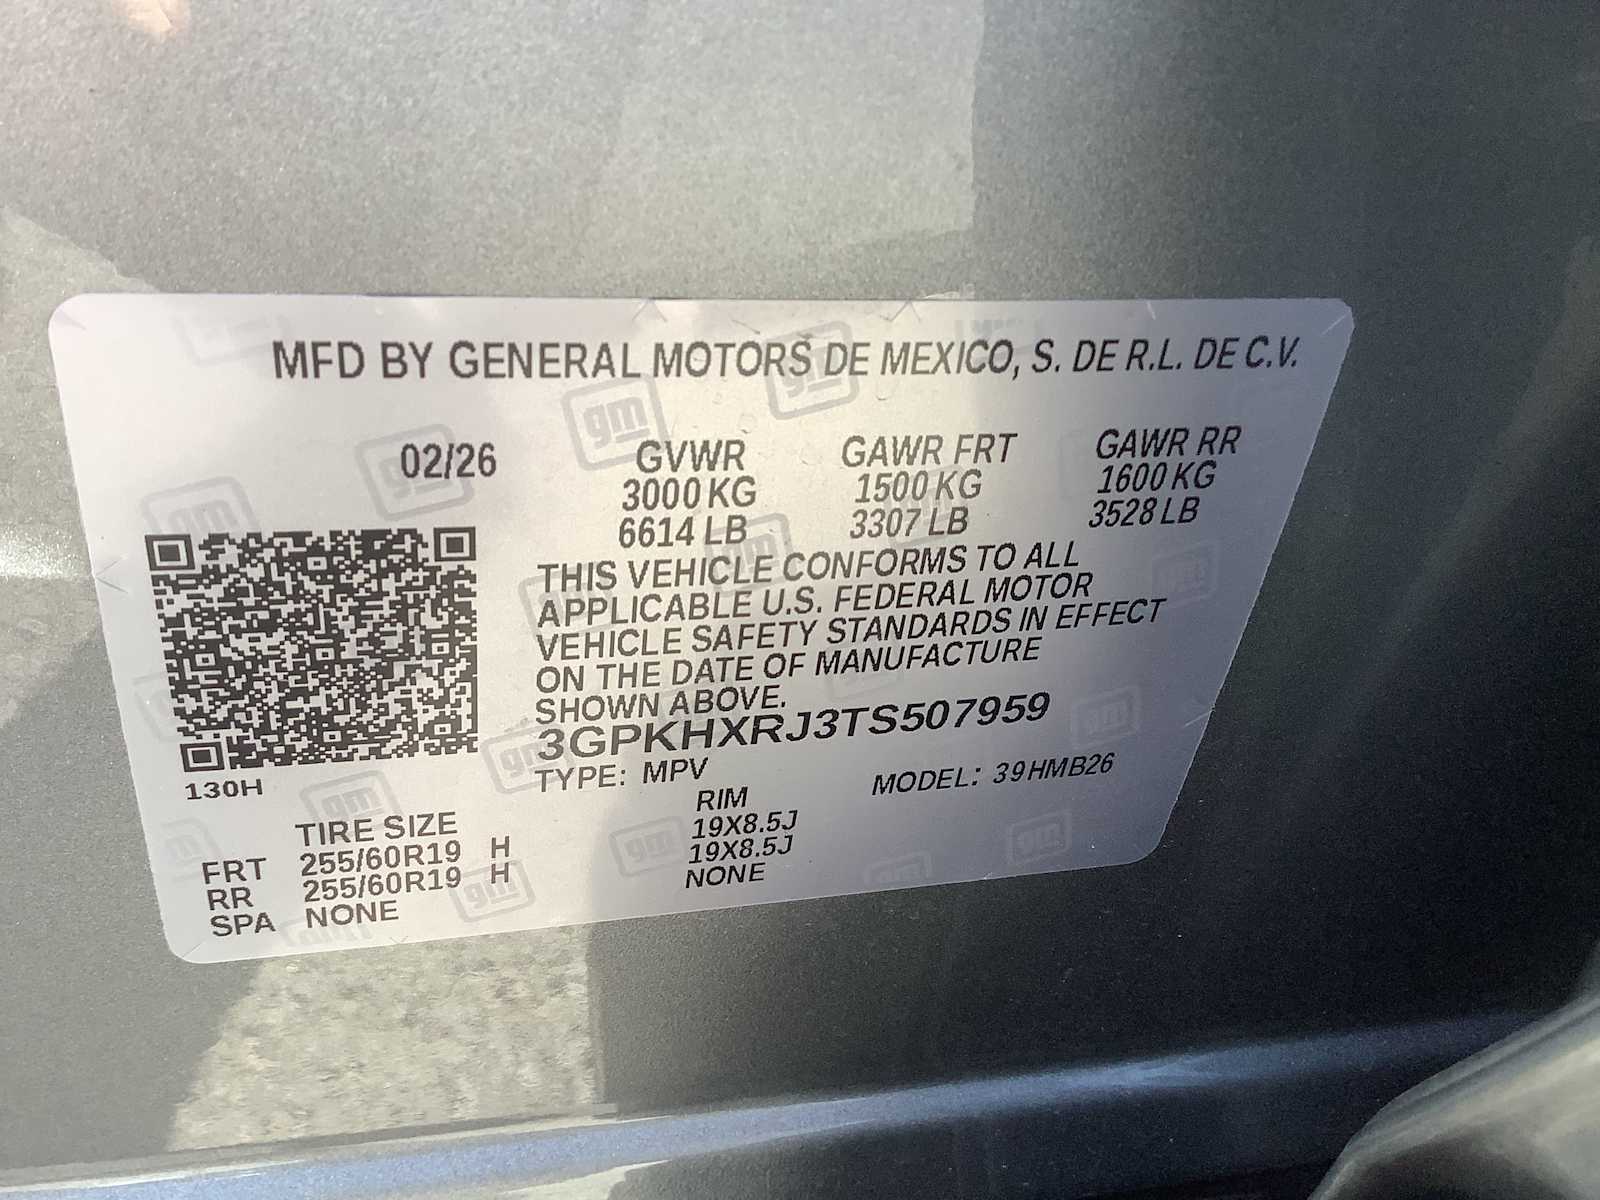 MFD BY GENERAL MOTORS DE MEXICO, S. DE R.L. DE C.V.
02/26
GVWR GAWR FRT GAWR RR
3000 KG 1500 KG 1600 KG
6614 LB 3307 LB 3528 LB
THIS VEHICLE CONFORMS TO ALL
APPLICABLE U.S. FEDERAL MOTOR
VEHICLE SAFETY STANDARDS IN EFFECT
ON THE DATE OF MANUFACTURE
SHOWN ABOVE.
3GPKHXRJ3TS507959
130H
TYPE: MPV MODEL: 39HMB26
TIRE SIZE RIM
FRT 255/60R19 H 19X8.5J
RR 255/60R19 H 19X8.5J
SPA NONE NONE
gm